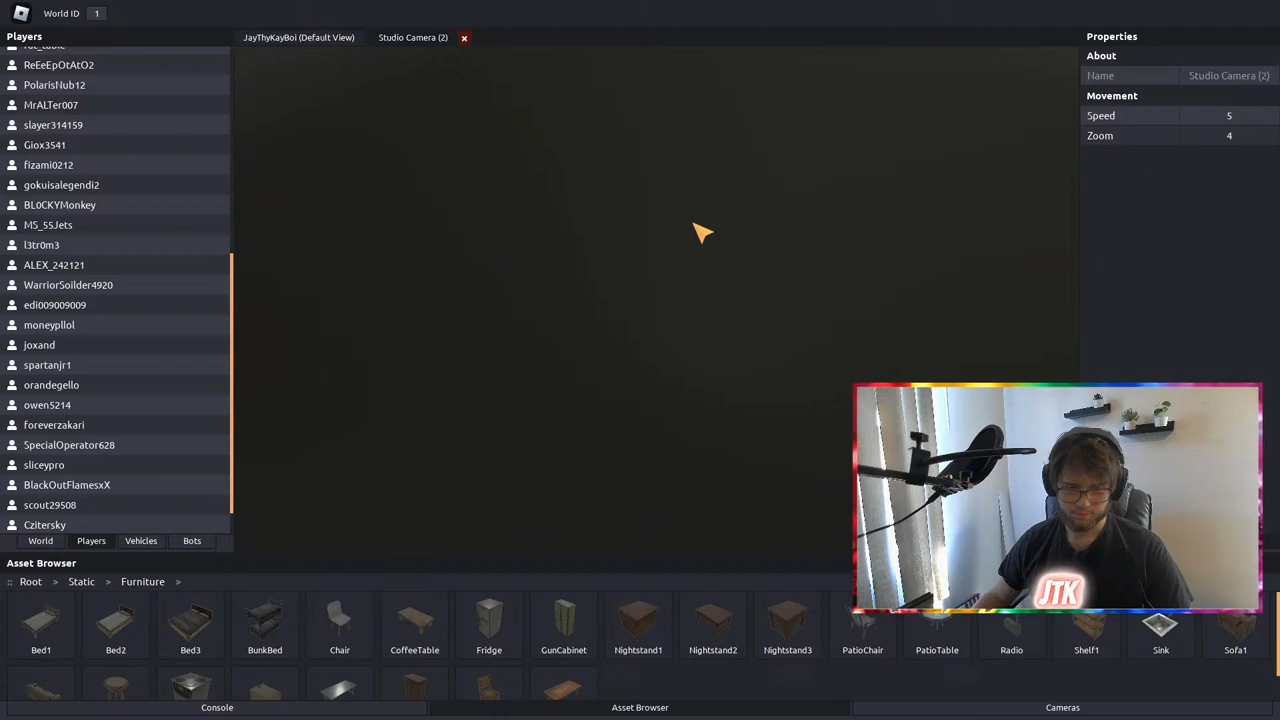 World ID 1
Players
JayThyKayBoi (Default View)
Studio Camera (2)
Properties
ReEeEpOtAtO2
PolarisNub12
MrALTer007
slayer314159
Giox3541
fizami0212
gokuisalegendi2
BL0CKYMonkey
MS_55Jets
l3tr0m3
ALEX_242121
WarriorSoilder4920
edi009009009
moneypllol
joxand
spartanjr1
orandegello
owen5214
foreverzakari
SpecialOperator628
sliceypro
BlackOutFlamesxX
scout29508
Czitersky
World Players Vehicles Bots
About
Name Studio Camera (2)
Movement
Speed 5
Zoom 4
JTK
Asset Browser
Root > Static > Furniture >
Bed1 Bed2 Bed3 BunkBed Chair CoffeeTable Fridge GunCabinet Nightstand1 Nightstand2 Nightstand3 PatioChair PatioTable Radio Shelf1 Sink Sofa1
Console Asset Browser Cameras